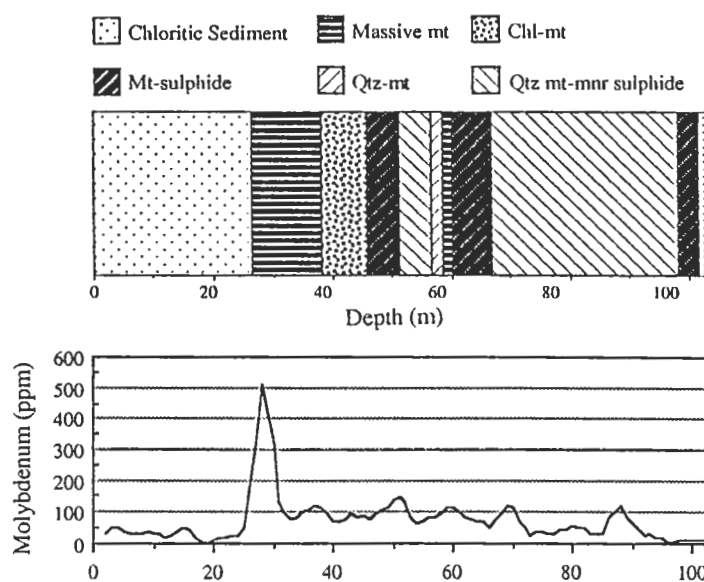 Chloritic Sediment Massive mt Chl-mt
Mt-sulphide Qtz-mt Qtz mt-mnr sulphide
0 20 40 60 80 100
Depth (m)
Molybdenum (ppm)
600
500
400
300
200
100
0
0 20 40 60 80 100